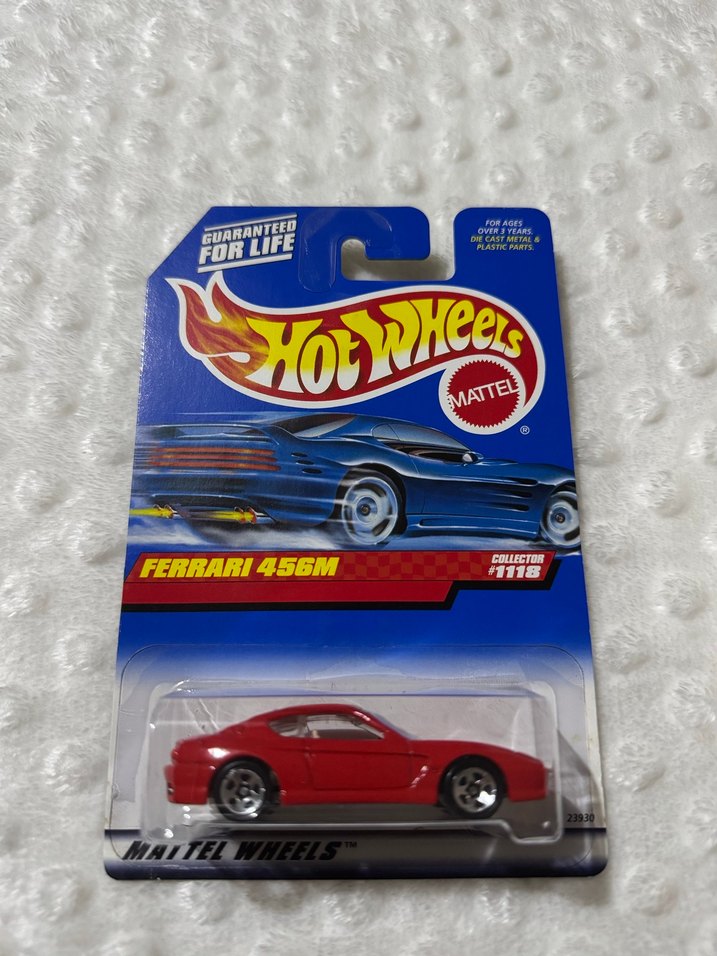 GUARANTEED
FOR LIFE
FOR AGES
OVER 3 YEARS.
DIE CAST METAL &
PLASTIC PARTS.
HOT WHEELS
MATTEL
®
FERRARI 456M
COLLECTOR
#1118
23930
MATTEL WHEELS™